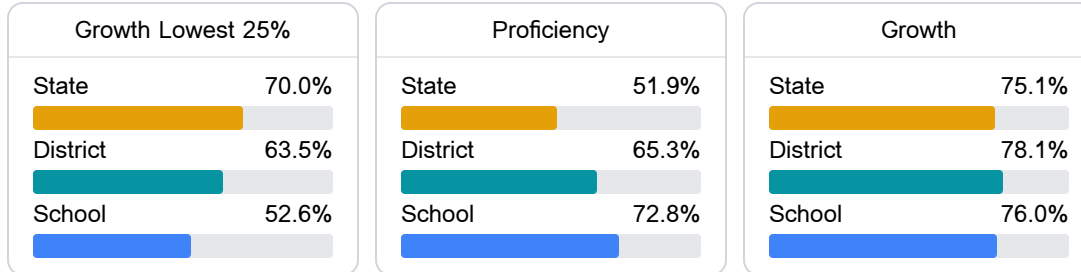 Growth Lowest 25%
State 70.0%
District 63.5%
School 52.6%
Proficiency
State 51.9%
District 65.3%
School 72.8%
Growth
State 75.1%
District 78.1%
School 76.0%